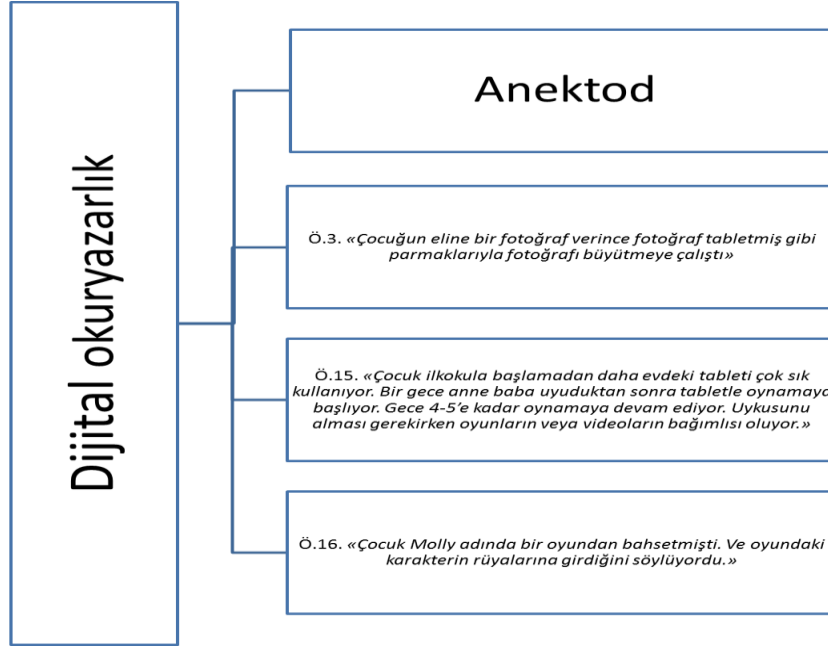 Dijital okuryazarlık
Anektod
Ö.3. «Çocuğun eline bir fotoğraf verince fotoğraf tabletmiş gibi
parmaklarıyla fotoğrafı büyütmeye çalıştı»
Ö.15. «Çocuk ilkokula başlamadan daha evdeki tableti çok sık
kullanıyor. Bir gece anne baba uyuduktan sonra tabletle oynamaya
başlıyor. Gece 4-5’e kadar oynamaya devam ediyor. Uykusunu
alması gerekirken oyunların veya videoların bağımlısı oluyor.»
Ö.16. «Çocuk Molly adında bir oyundan bahsetmişti. Ve oyundaki
karakterin rüyalarına girdiğini söylüyordu.»